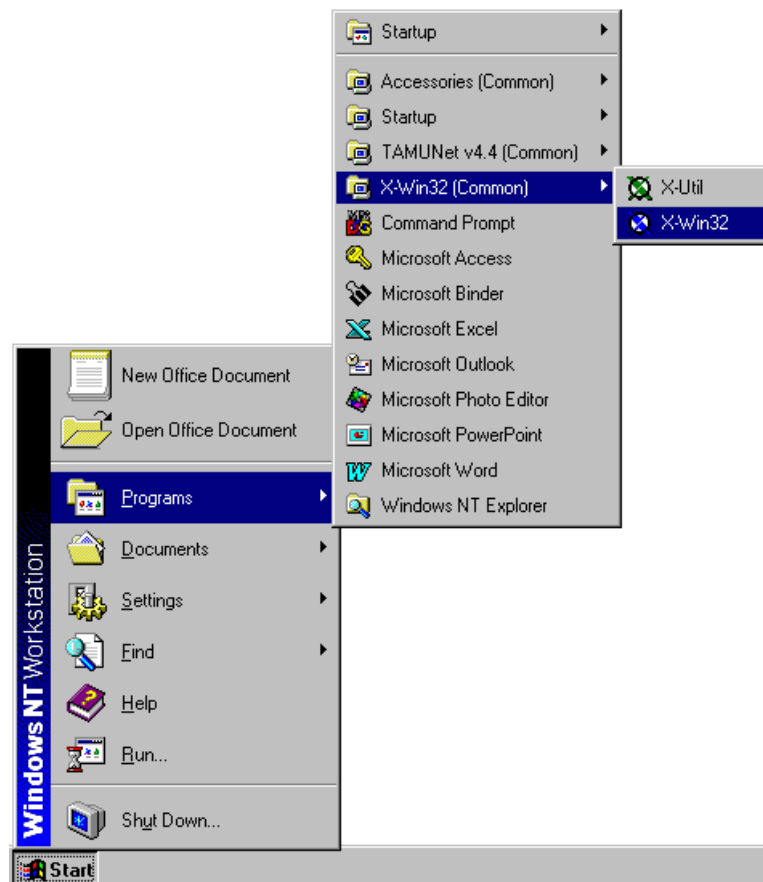 Startup
Accessories (Common)
Startup
TAMUNet v4.4 (Common)
X-Win32 (Common)
Command Prompt
Microsoft Access
Microsoft Binder
Microsoft Excel
Microsoft Outlook
Microsoft Photo Editor
Microsoft PowerPoint
Microsoft Word
Windows NT Explorer
X-Util
X-Win32
New Office Document
Open Office Document
Programs
Documents
Settings
Find
Help
Run...
Shut Down...
Windows NT Workstation
Start